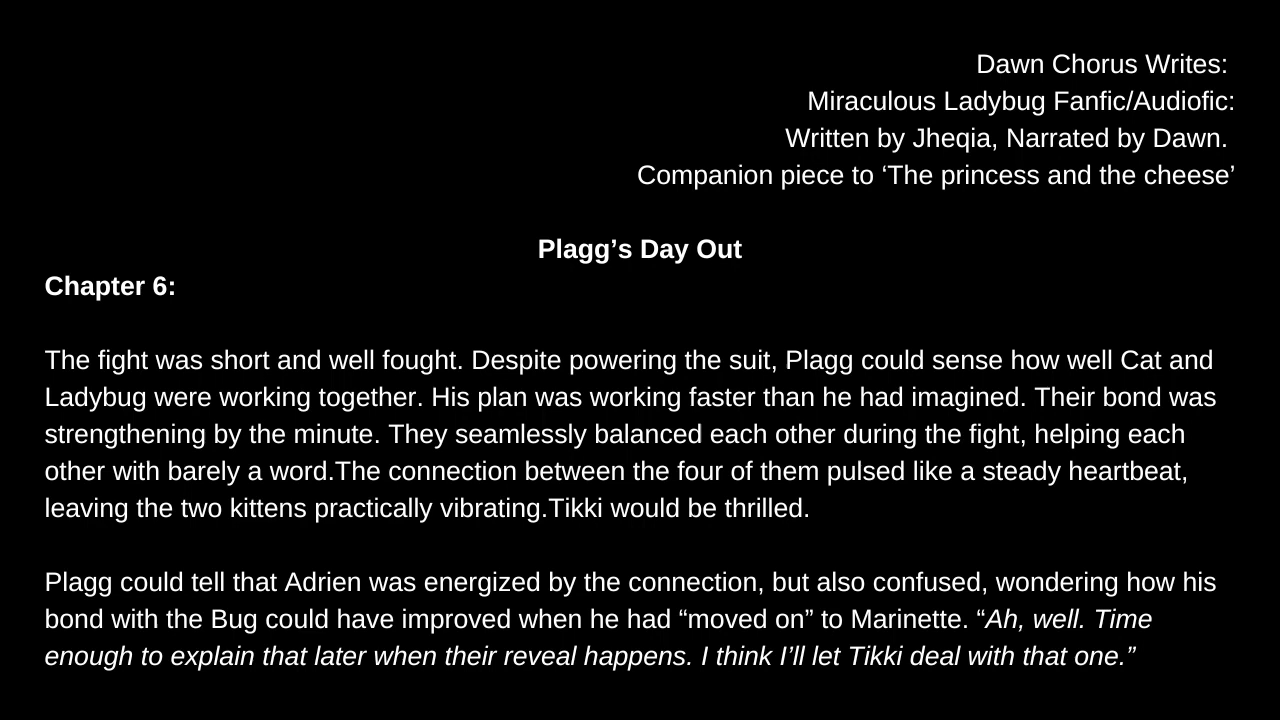 Dawn Chorus Writes:
Miraculous Ladybug Fanfic/Audiofic:
Written by Jheqia, Narrated by Dawn.
Companion piece to ‘The princess and the cheese’
Plagg’s Day Out
Chapter 6:
The fight was short and well fought. Despite powering the suit, Plagg could sense how well Cat and
Ladybug were working together. His plan was working faster than he had imagined. Their bond was
strengthening by the minute. They seamlessly balanced each other during the fight, helping each
other with barely a word.The connection between the four of them pulsed like a steady heartbeat,
leaving the two kittens practically vibrating.Tikki would be thrilled.
Plagg could tell that Adrien was energized by the connection, but also confused, wondering how his
bond with the Bug could have improved when he had “moved on” to Marinette. “Ah, well. Time
enough to explain that later when their reveal happens. I think I’ll let Tikki deal with that one.”